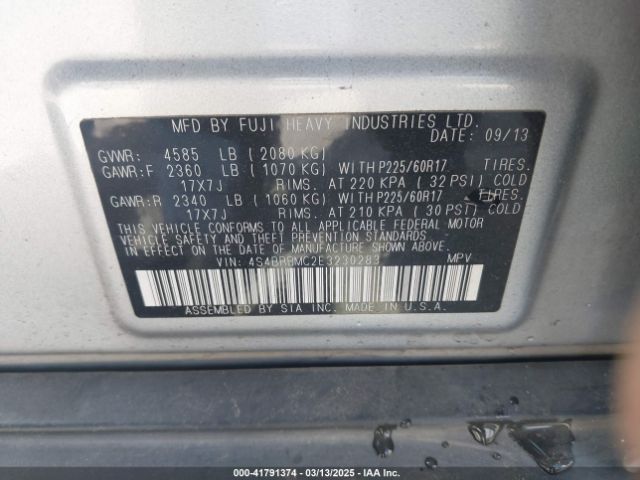 MFD BY FUJI HEAVY INDUSTRIES LTD.
DATE: 09/13
GVWR: 4585 LB ( 2080 KG)
GAWR:F 2360 LB ( 1070 KG) WITH P225/60R17 TIRES.
17X7J RIMS. AT 220 KPA ( 32 PSI) COLD
GAWR:R 2340 LB ( 1060 KG) WITH P225/60R17 TIRES.
17X7J RIMS. AT 210 KPA ( 30 PSI) COLD
THIS VEHICLE CONFORMS TO ALL APPLICABLE FEDERAL MOTOR
VEHICLE SAFETY AND THEFT PREVENTION STANDARDS
IN EFFECT ON THE DATE OF MANUFACTURE SHOWN ABOVE.
VIN: 4S4BRBMC2E3230283 MPV
ASSEMBLED BY SIA INC. MADE IN U.S.A.
000-41791374 — 03/13/2025 — IAA Inc.